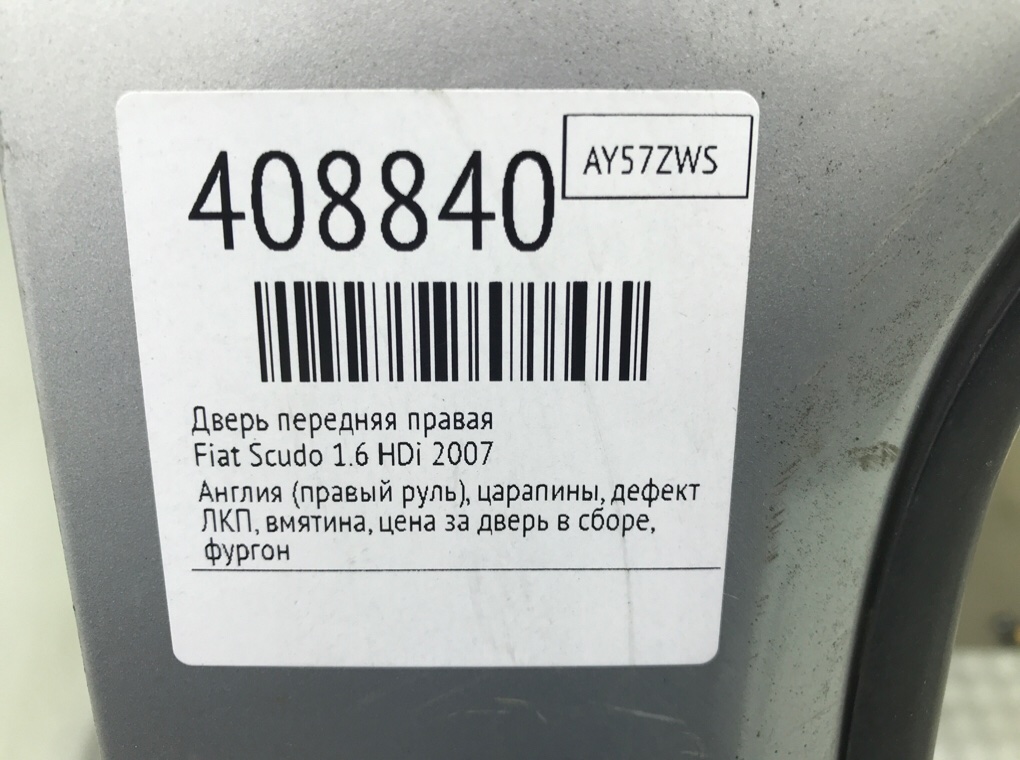 408840
AY57ZWS
Дверь передняя правая
Fiat Scudo 1.6 HDi 2007
Англия (правый руль), царапины, дефект
ЛКП, вмятина, цена за дверь в сборе,
фургон